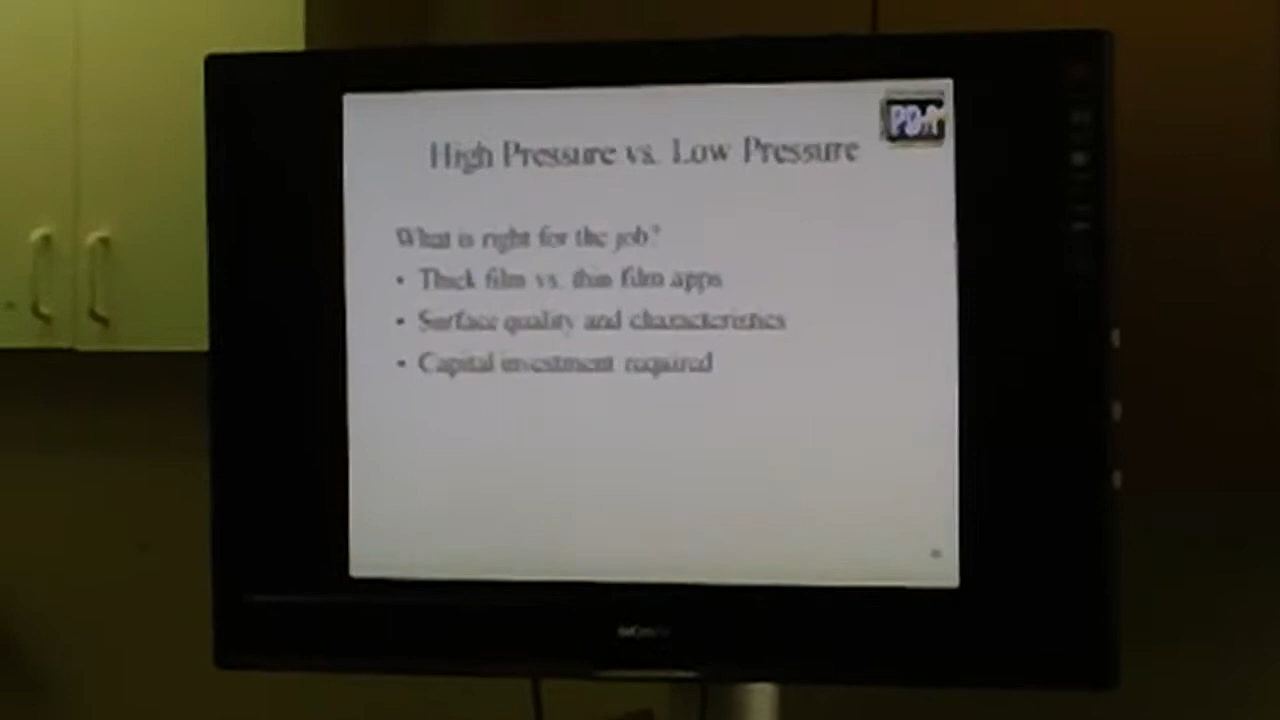 PDA
High Pressure vs. Low Pressure
What is right for the job?
• Thick film vs. thin film apps
• Surface quality and characteristics
• Capital investment required